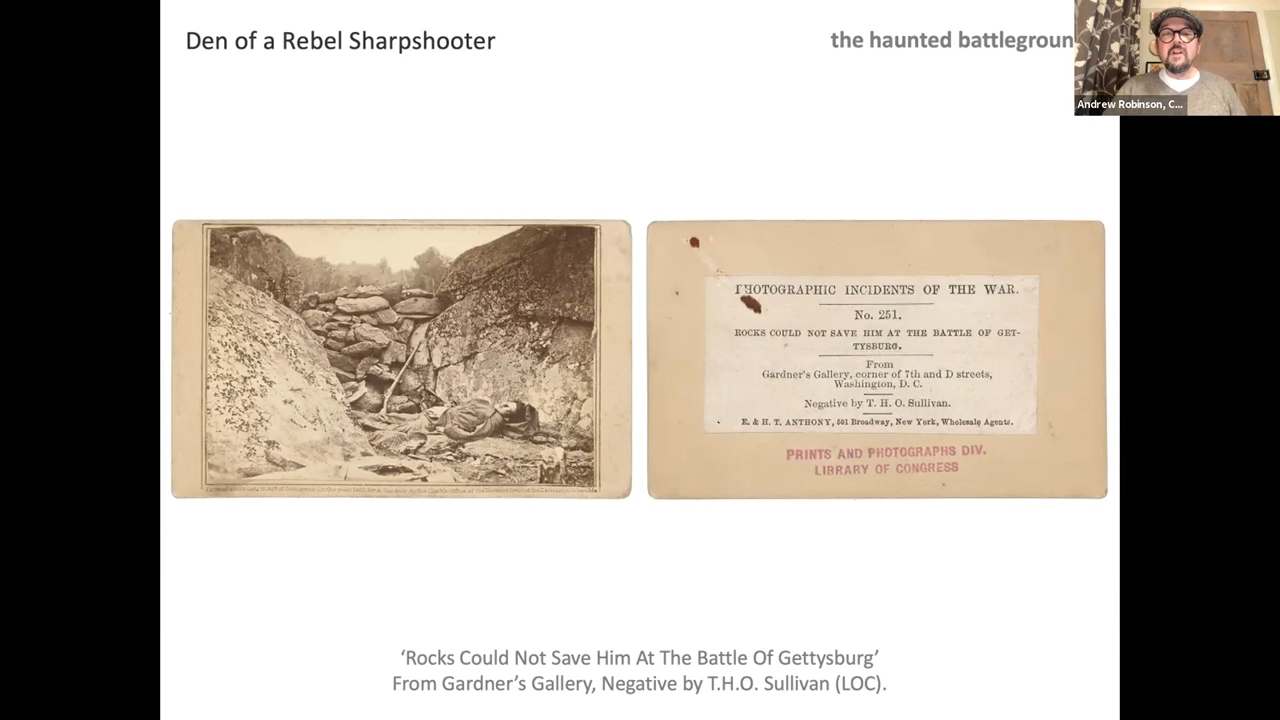 Den of a Rebel Sharpshooter
the haunted battlegroun
Andrew Robinson, C...
PHOTOGRAPHIC INCIDENTS OF THE WAR.
No. 251.
ROCKS COULD NOT SAVE HIM AT THE BATTLE OF GET-
TYSBURG.
From
Gardner's Gallery, corner of 7th and D streets,
Washington, D. C.
Negative by T. H. O. Sullivan.
E. & H. T. ANTHONY, 501 Broadway, New York, Wholesale Agents.
PRINTS AND PHOTOGRAPHS DIV.
LIBRARY OF CONGRESS
‘Rocks Could Not Save Him At The Battle Of Gettysburg’
From Gardner’s Gallery, Negative by T.H.O. Sullivan (LOC).